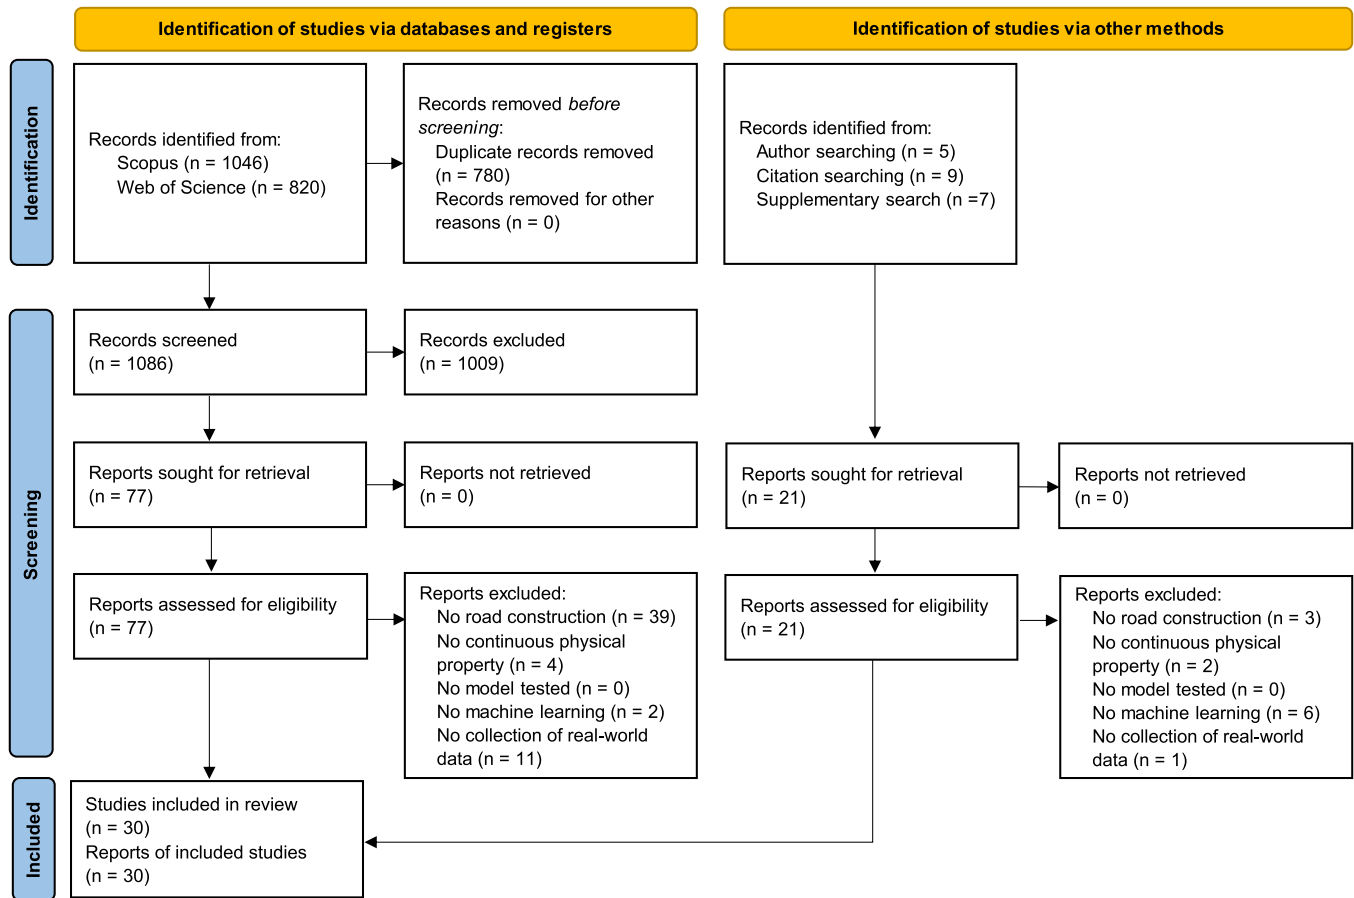 Identification of studies via databases and registers
Identification of studies via other methods
Identification
Records identified from:
Scopus (n = 1046)
Web of Science (n = 820)
Records removed before
screening:
Duplicate records removed
(n = 780)
Records removed for other
reasons (n = 0)
Records identified from:
Author searching (n = 5)
Citation searching (n = 9)
Supplementary search (n =7)
Screening
Records screened
(n = 1086)
Records excluded
(n = 1009)
Reports sought for retrieval
(n = 77)
Reports not retrieved
(n = 0)
Reports sought for retrieval
(n = 21)
Reports not retrieved
(n = 0)
Reports assessed for eligibility
(n = 77)
Reports excluded:
No road construction (n = 39)
No continuous physical
property (n = 4)
No model tested (n = 0)
No machine learning (n = 2)
No collection of real-world
data (n = 11)
Reports assessed for eligibility
(n = 21)
Reports excluded:
No road construction (n = 3)
No continuous physical
property (n = 2)
No model tested (n = 0)
No machine learning (n = 6)
No collection of real-world
data (n = 1)
Included
Studies included in review
(n = 30)
Reports of included studies
(n = 30)